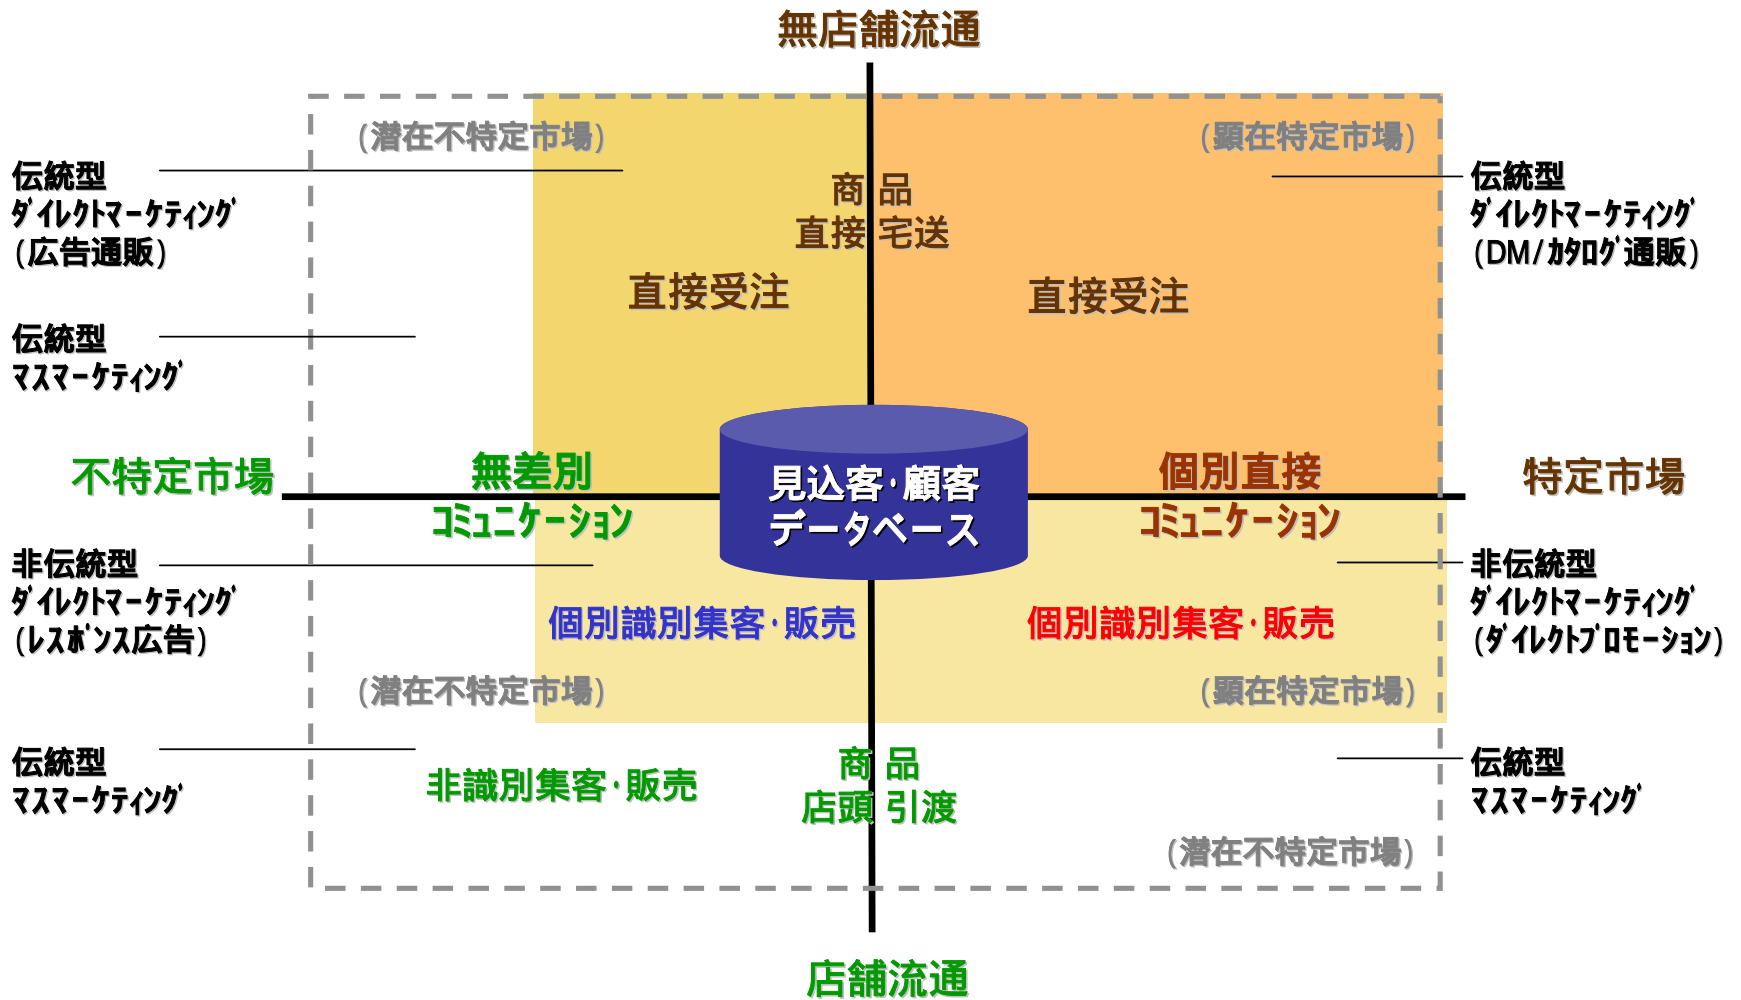 無店舗流通
(潜在不特定市場)
(顕在特定市場)
伝統型
ﾀﾞｲﾚｸﾄﾏｰｹﾃｨﾝｸﾞ
(広告通販)
商 品
直接 宅送
伝統型
ﾀﾞｲﾚｸﾄﾏｰｹﾃｨﾝｸﾞ
(DM/ｶﾀﾛｸﾞ通販)
直接受注
直接受注
伝統型
ﾏｽﾏｰｹﾃｨﾝｸﾞ
不特定市場
無差別
ｺﾐｭﾆｹｰｼｮﾝ
見込客･顧客
データベース
個別直接
ｺﾐｭﾆｹｰｼｮﾝ
特定市場
非伝統型
ﾀﾞｲﾚｸﾄﾏｰｹﾃｨﾝｸﾞ
(ﾚｽﾎﾟﾝｽ広告)
個別識別集客･販売
個別識別集客･販売
非伝統型
ﾀﾞｲﾚｸﾄﾏｰｹﾃｨﾝｸﾞ
(ﾀﾞｲﾚｸﾄﾌﾟﾛﾓｰｼｮﾝ)
(潜在不特定市場)
(顕在特定市場)
伝統型
ﾏｽﾏｰｹﾃｨﾝｸﾞ
非識別集客･販売
商 品
店頭 引渡
伝統型
ﾏｽﾏｰｹﾃｨﾝｸﾞ
(潜在不特定市場)
店舗流通